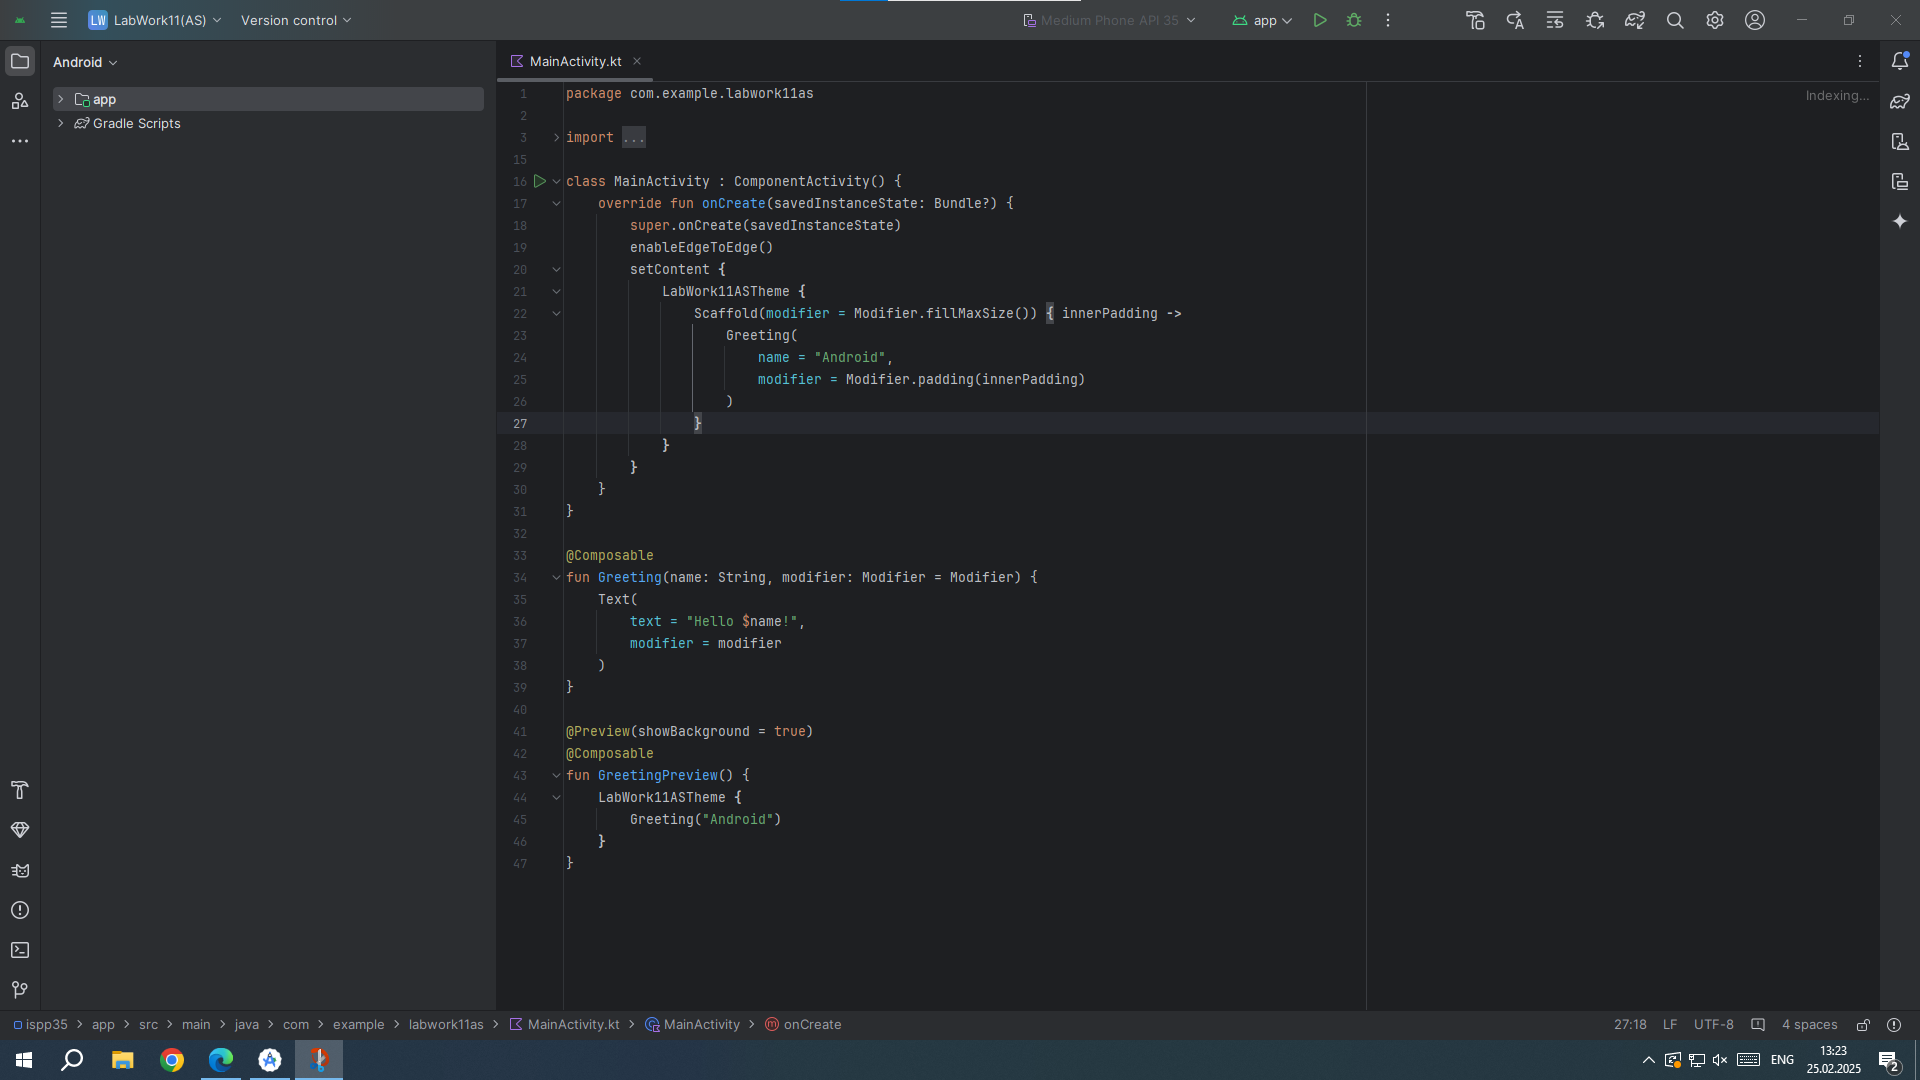 LW LabWork11(AS) Version control Medium Phone API 35 app
Android
MainActivity.kt
app
Gradle Scripts
Indexing...
1 package com.example.labwork11as
2
3 import ...
15
16 class MainActivity : ComponentActivity() {
17 override fun onCreate(savedInstanceState: Bundle?) {
18 super.onCreate(savedInstanceState)
19 enableEdgeToEdge()
20 setContent {
21 LabWork11ASTheme {
22 Scaffold(modifier = Modifier.fillMaxSize()) { innerPadding ->
23 Greeting(
24 name = "Android",
25 modifier = Modifier.padding(innerPadding)
26 )
27 }
28 }
29 }
30 }
31 }
32
33 @Composable
34 fun Greeting(name: String, modifier: Modifier = Modifier) {
35 Text(
36 text = "Hello $name!",
37 modifier = modifier
38 )
39 }
40
41 @Preview(showBackground = true)
42 @Composable
43 fun GreetingPreview() {
44 LabWork11ASTheme {
45 Greeting("Android")
46 }
47 }
ispp35 > app > src > main > java > com > example > labwork11as > MainActivity.kt > MainActivity > onCreate 27:18 LF UTF-8 4 spaces
ENG
13:23
25.02.2025
2